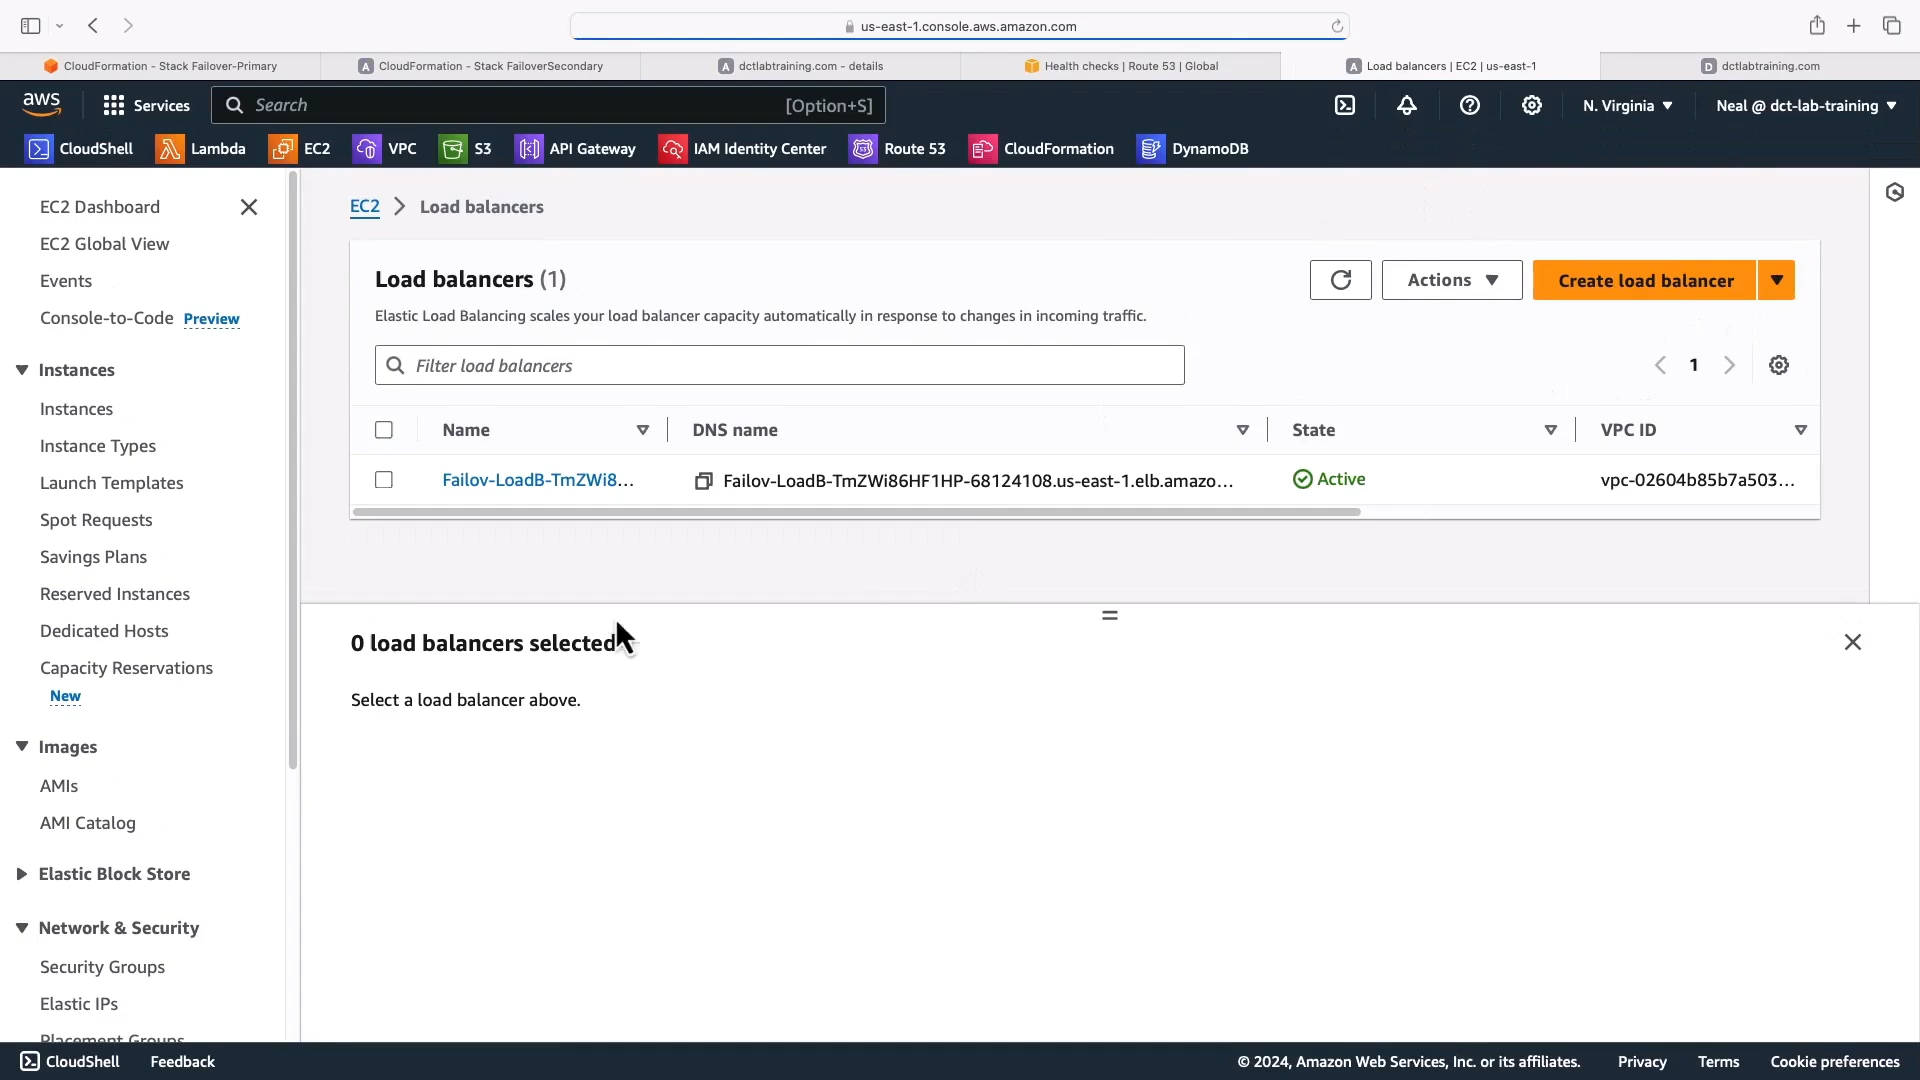 us-east-1.console.aws.amazon.com
CloudFormation - Stack Failover-Primary
A CloudFormation - Stack FailoverSecondary
A dctlabtraining.com - details
Health checks | Route 53 | Global
A Load balancers | EC2 | us-east-1
D dctlabtraining.com
aws
Services
Search
[Option+S]
N. Virginia
Neal @ dct-lab-training
CloudShell
Lambda
EC2
VPC
S3
API Gateway
IAM Identity Center
Route 53
CloudFormation
DynamoDB
EC2 Dashboard
EC2 Global View
Events
Console-to-Code Preview
Instances
Instances
Instance Types
Launch Templates
Spot Requests
Savings Plans
Reserved Instances
Dedicated Hosts
Capacity Reservations
New
Images
AMIs
AMI Catalog
Elastic Block Store
Network & Security
Security Groups
Elastic IPs
Placement Groups
EC2 > Load balancers
Load balancers (1)
Actions
Create load balancer
Elastic Load Balancing scales your load balancer capacity automatically in response to changes in incoming traffic.
Filter load balancers
1
Name
DNS name
State
VPC ID
Failov-LoadB-TmZWi8...
Failov-LoadB-TmZWi86HF1HP-68124108.us-east-1.elb.amazo...
Active
vpc-02604b85b7a503...
0 load balancers selected
Select a load balancer above.
CloudShell
Feedback
© 2024, Amazon Web Services, Inc. or its affiliates.
Privacy
Terms
Cookie preferences